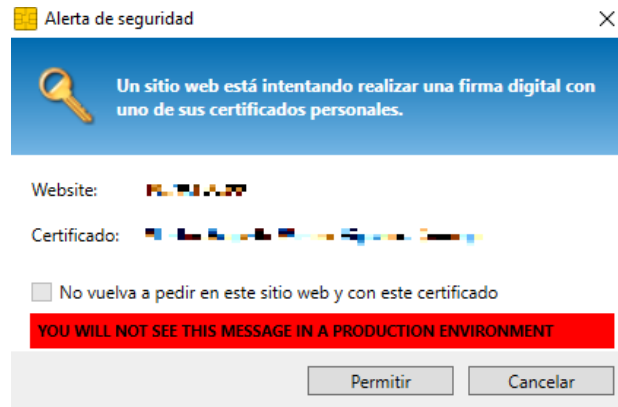 Alerta de seguridad
Un sitio web está intentando realizar una firma digital con
uno de sus certificados personales.
Website:
Certificado:
No vuelva a pedir en este sitio web y con este certificado
YOU WILL NOT SEE THIS MESSAGE IN A PRODUCTION ENVIRONMENT
Permitir
Cancelar